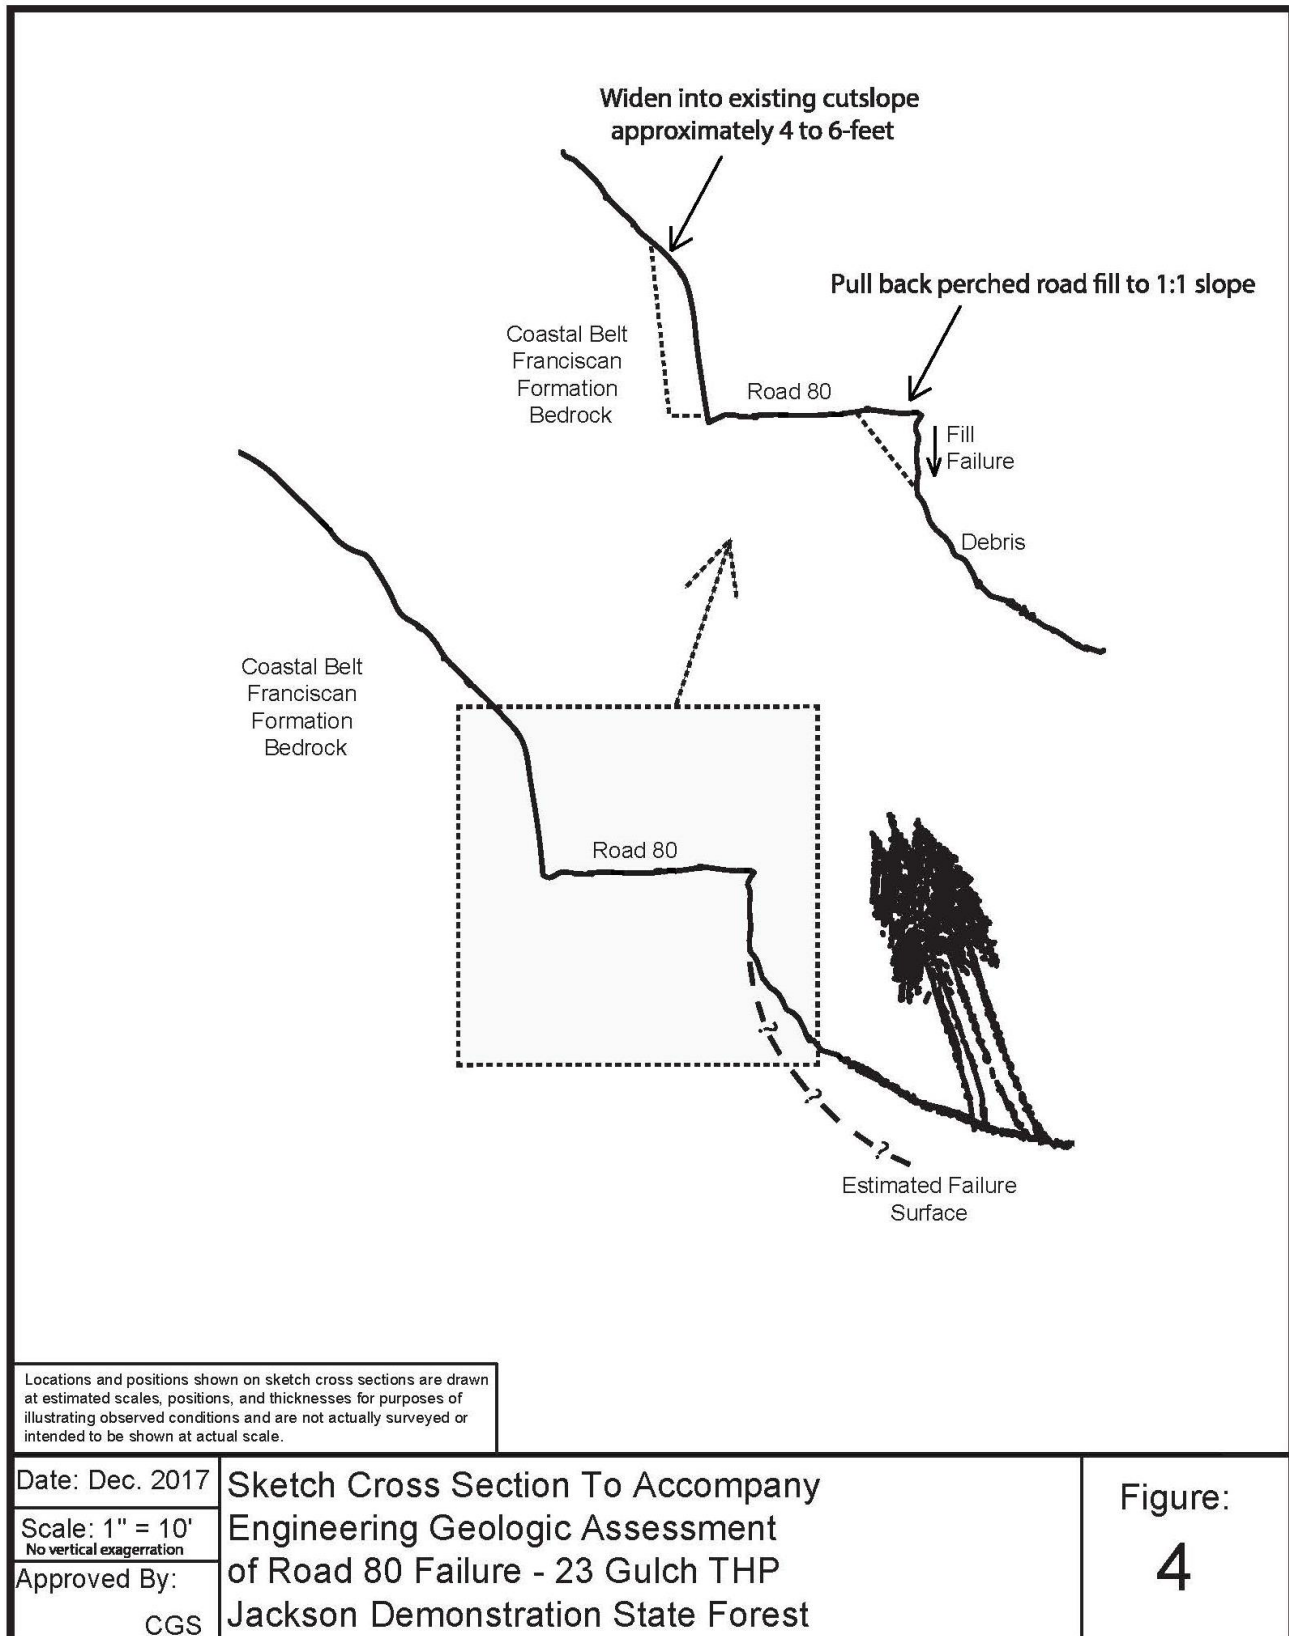 Widen into existing cutslope
approximately 4 to 6-feet
Pull back perched road fill to 1:1 slope
Coastal Belt
Franciscan
Formation
Bedrock
Road 80
Fill
Failure
Debris
Coastal Belt
Franciscan
Formation
Bedrock
Road 80
?
?
?
Estimated Failure
Surface
Locations and positions shown on sketch cross sections are drawn
at estimated scales, positions, and thicknesses for purposes of
illustrating observed conditions and are not actually surveyed or
intended to be shown at actual scale.
Date: Dec. 2017
Scale: 1" = 10'
No vertical exagerration
Approved By:
CGS
Sketch Cross Section To Accompany
Engineering Geologic Assessment
of Road 80 Failure - 23 Gulch THP
Jackson Demonstration State Forest
Figure:
4